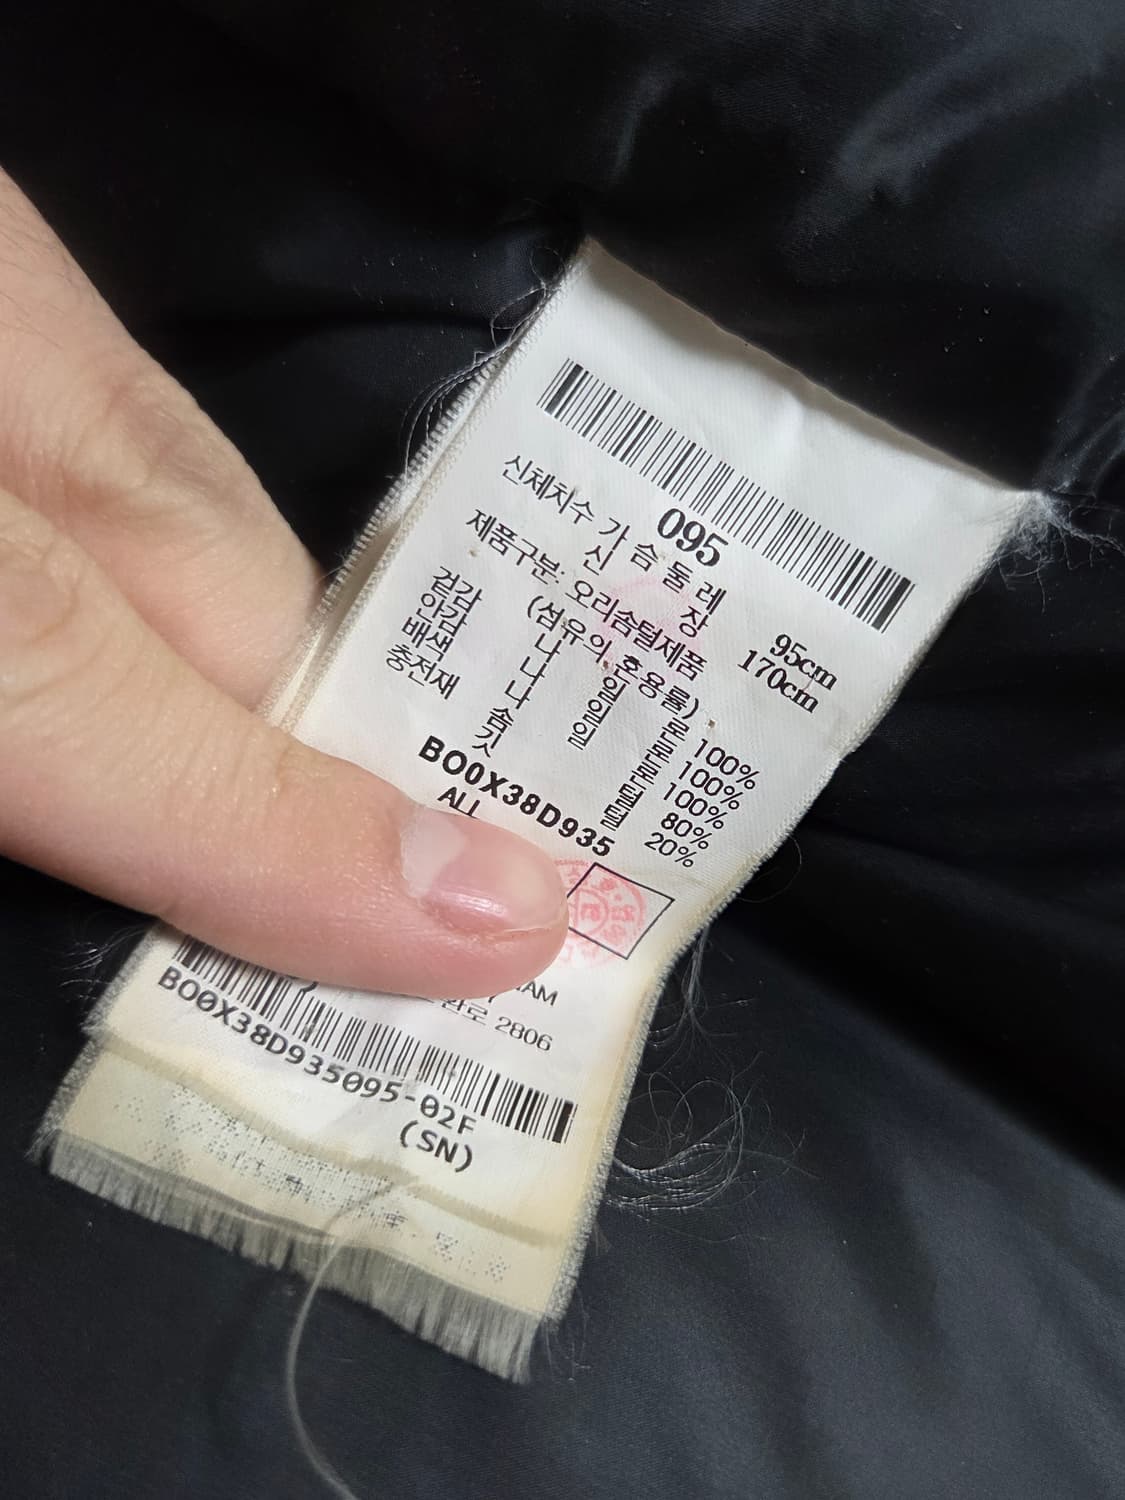 095
신체치수 가 슴 둘 레 95cm
신 장 170cm
제품구분: 오리솜털제품
(섬유의 혼용률)
겉감 나 일 론 100%
안감 나 일 론 100%
배색 나 일 론 100%
충전재 솜 털 80%
깃 털 20%
BO0X38D935
ALL
2806
BO0X38D935095-02F
(SN)